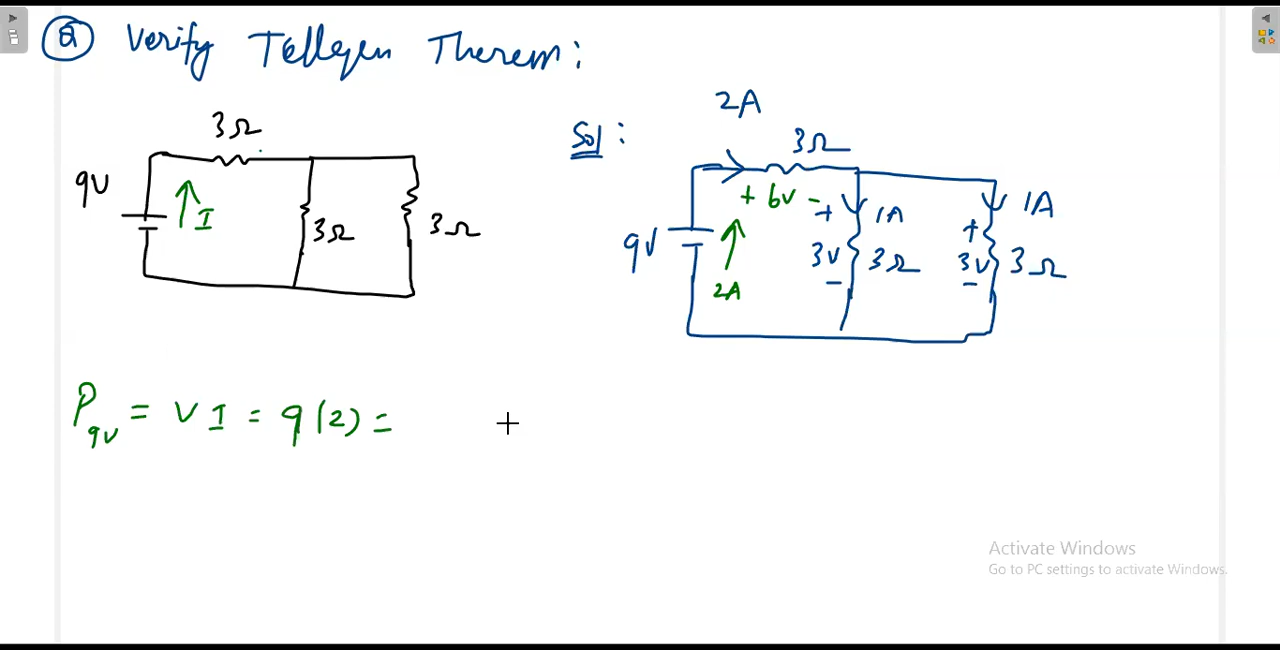 Q Verify Tellegen Therem:
2A
Sol:
3Ω
3Ω
9V
I
3Ω
3Ω
+ 6V -
+
1A
+
1A
9V
3V
3Ω
3V
3Ω
2A
-
-
P9V = VI = 9(2) =
Activate Windows
Go to PC settings to activate Windows.